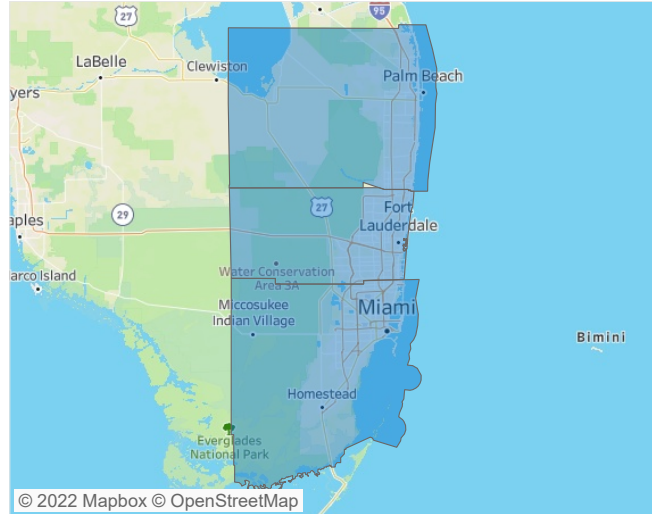 27
95
LaBelle
Clewiston
Palm Beach
yers
29
27
Fort
Lauderdale
aples
Water Conservation
Area 3A
arco Island
Miccosukee
Indian Village
Miami
Bimini
Homestead
Everglades
National Park
© 2022 Mapbox © OpenStreetMap